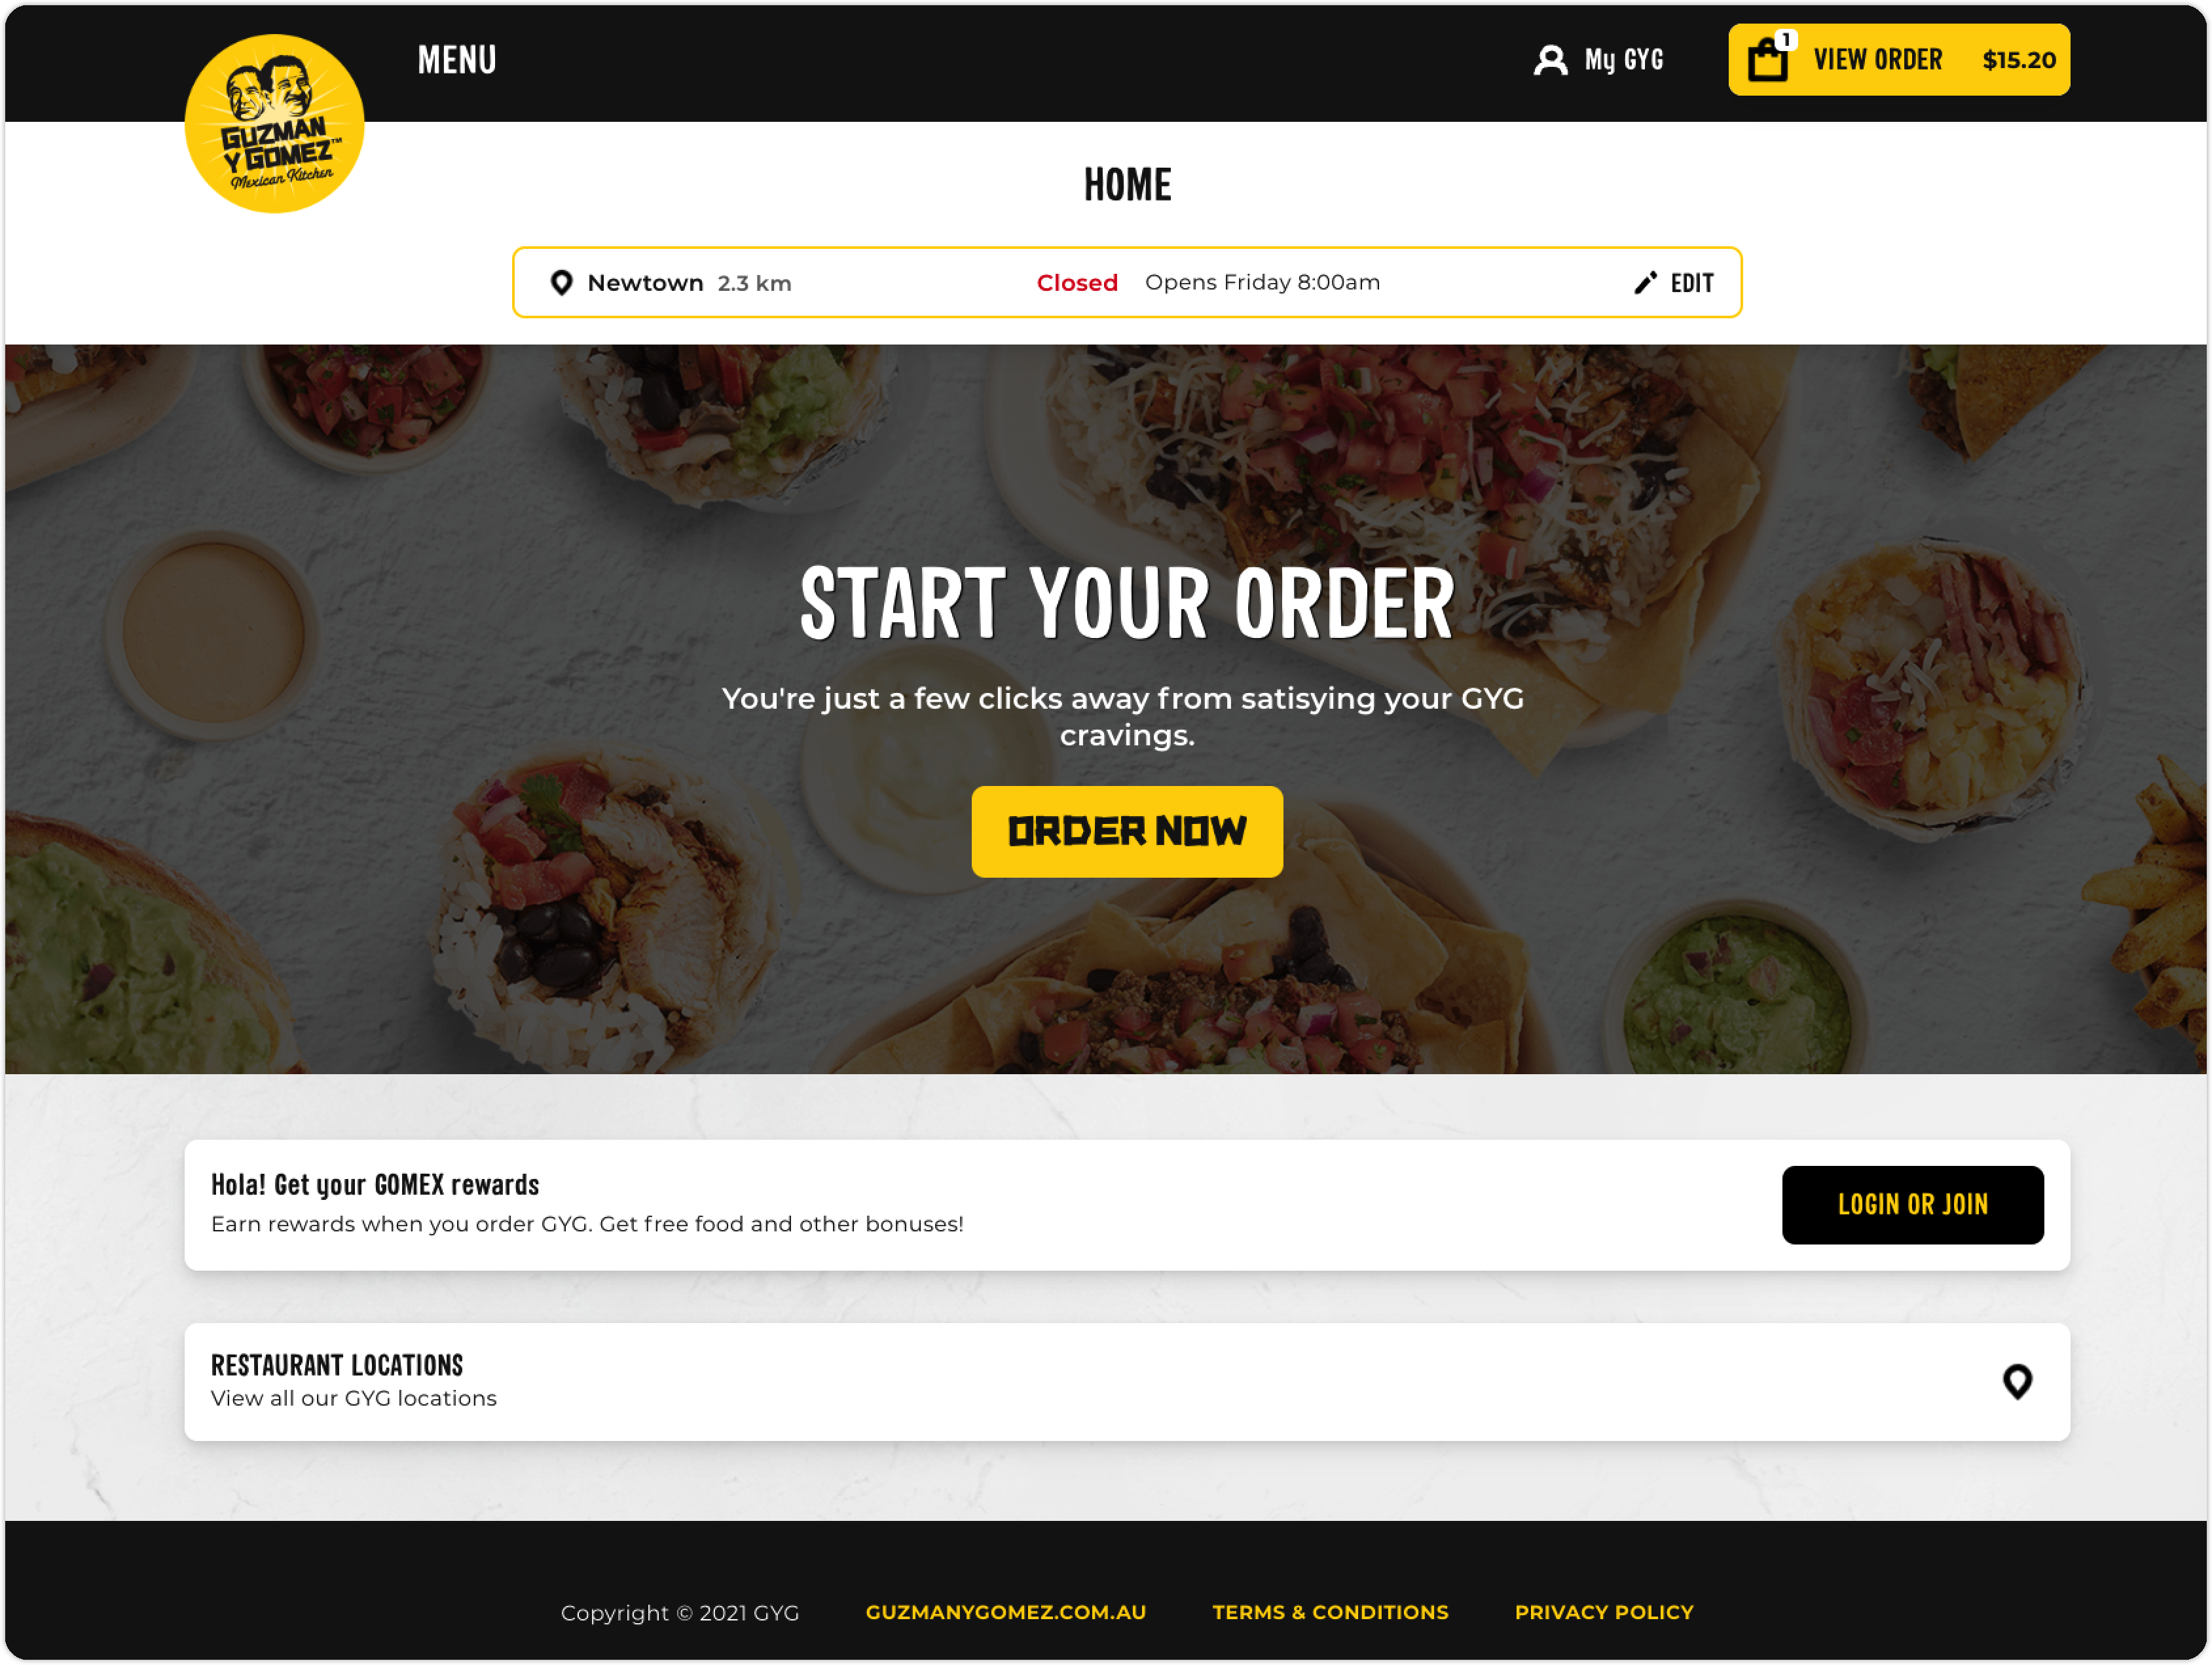 GUZMAN
Y GOMEZ™
Mexican Kitchen
MENU
My GYG
1
VIEW ORDER $15.20
HOME
Newtown 2.3 km Closed Opens Friday 8:00am EDIT
START YOUR ORDER
You're just a few clicks away from satisying your GYG
cravings.
ORDER NOW
Hola! Get your GOMEX rewards
Earn rewards when you order GYG. Get free food and other bonuses!
LOGIN OR JOIN
RESTAURANT LOCATIONS
View all our GYG locations
Copyright © 2021 GYG GUZMANYGOMEZ.COM.AU TERMS & CONDITIONS PRIVACY POLICY